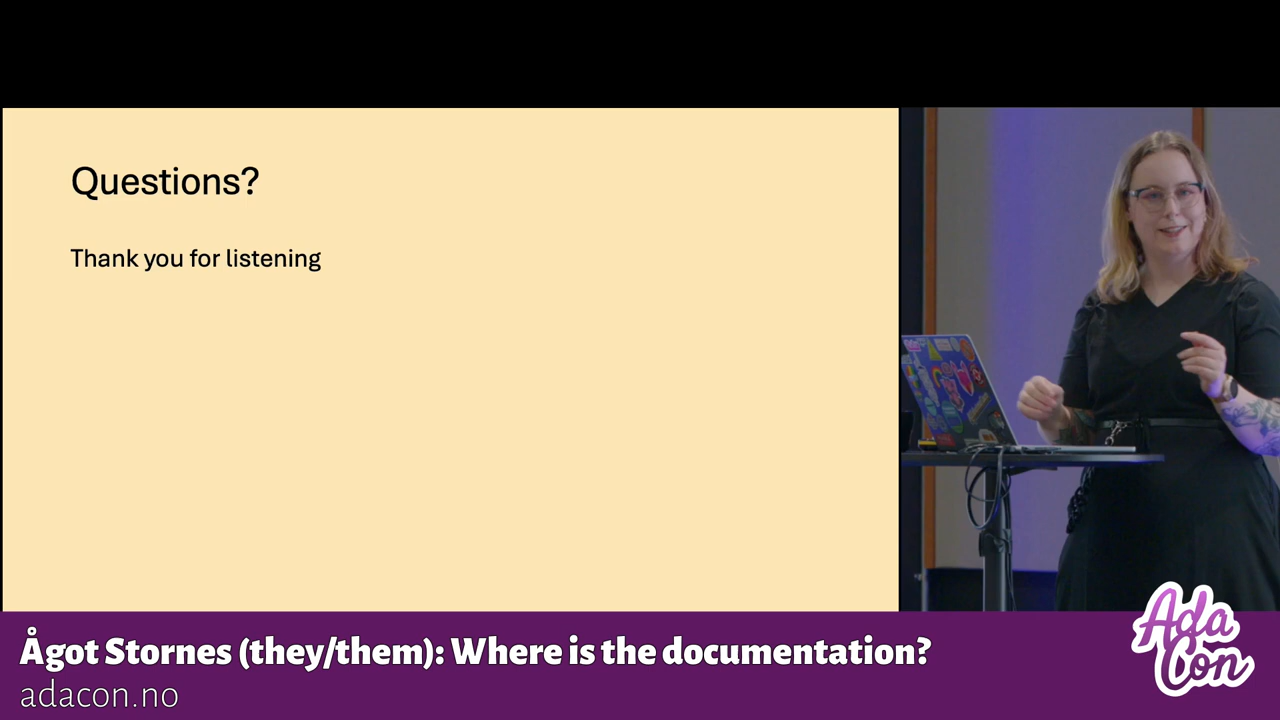 Questions?
Thank you for listening
Ågot Stornes (they/them): Where is the documentation?
adacon.no
Ada
Con